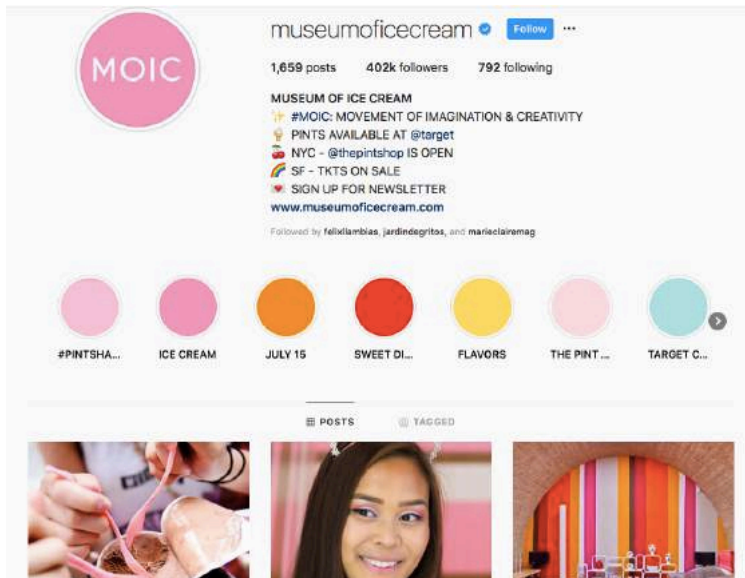 MOIC
museumoficecream Follow ...
1,659 posts 402k followers 792 following
MUSEUM OF ICE CREAM
#MOIC: MOVEMENT OF IMAGINATION & CREATIVITY
PINTS AVAILABLE AT @target
NYC - @thepintshop IS OPEN
SF - TKTS ON SALE
SIGN UP FOR NEWSLETTER
www.museumoficecream.com
Followed by felixllambias, jardindegritos, and marieclairemag
#PINTSHA... ICE CREAM JULY 15 SWEET DI... FLAVORS THE PINT ... TARGET C...
POSTS TAGGED